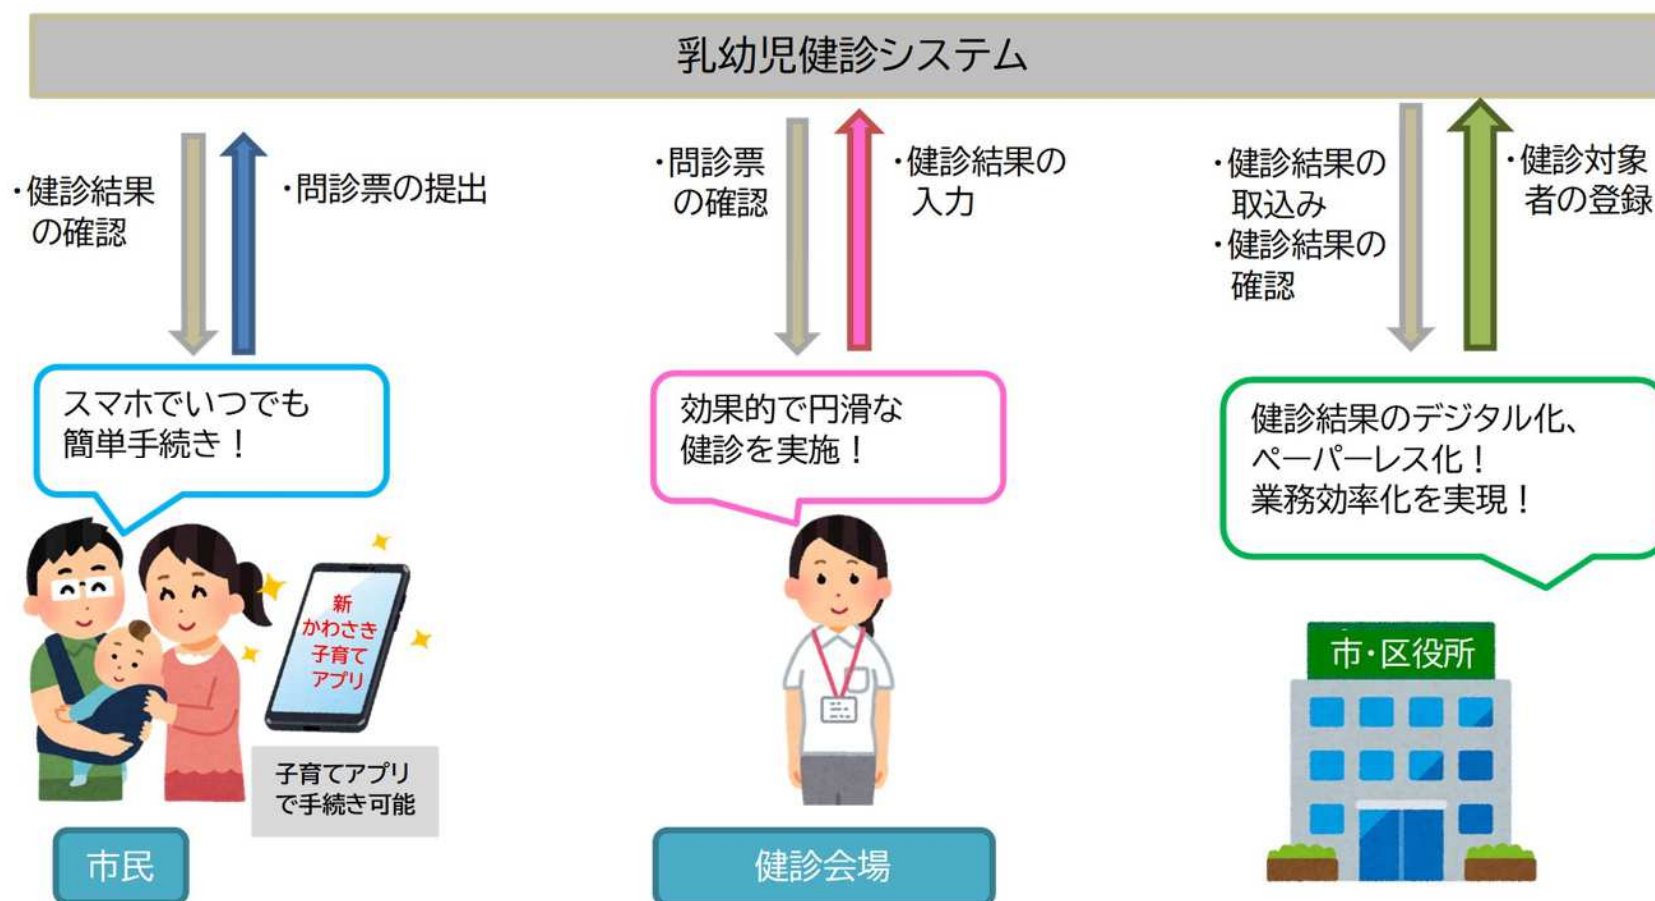 乳幼児健診システム
・健診結果
の確認
・問診票の提出
・問診票
の確認
・健診結果の
入力
・健診結果の
取込み
・健診結果の
確認
・健診対象
者の登録
スマホでいつでも
簡単手続き！
効果的で円滑な
健診を実施！
健診結果のデジタル化、
ペーパーレス化！
業務効率化を実現！
新
かわさき
子育て
アプリ
子育てアプリ
で手続き可能
市・区役所
市民
健診会場